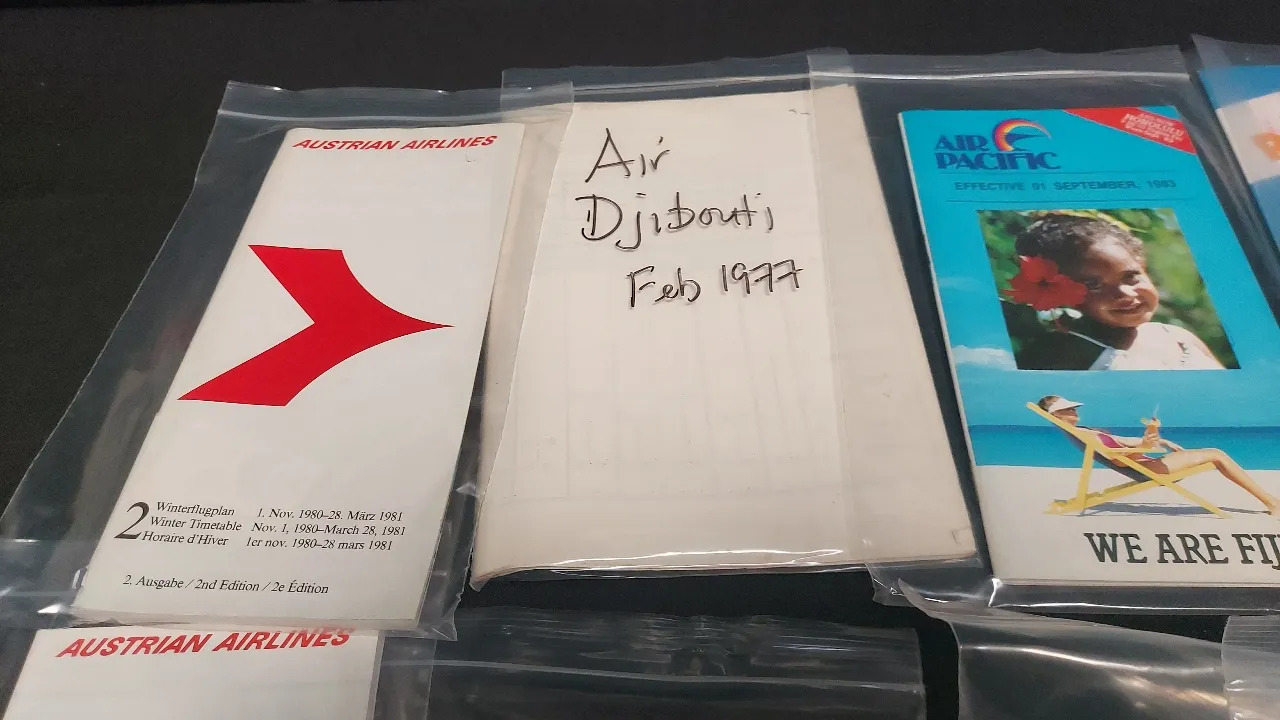 AUSTRIAN AIRLINES
2
Winterflugplan 1. Nov. 1980–28. März 1981
Winter Timetable Nov. 1, 1980–March 28, 1981
Horaire d'Hiver 1er nov. 1980–28 mars 1981
2. Ausgabe / 2nd Edition / 2e Édition
AUSTRIAN AIRLINES
Air
Djibouti
Feb 1977
AIR
PACIFIC
EFFECTIVE 01 SEPTEMBER, 1983
HONOLULU
WE ARE FIJ